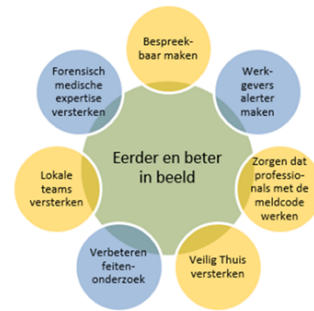 Bespreek-
baar maken
Werk-
gevers
alerter
maken
Zorgen dat
professio-
nals met de
meldcode
werken
Veilig Thuis
versterken
Verbeteren
feiten-
onderzoek
Lokale
teams
versterken
Forensisch
medische
expertise
versterken
Eerder en beter
in beeld